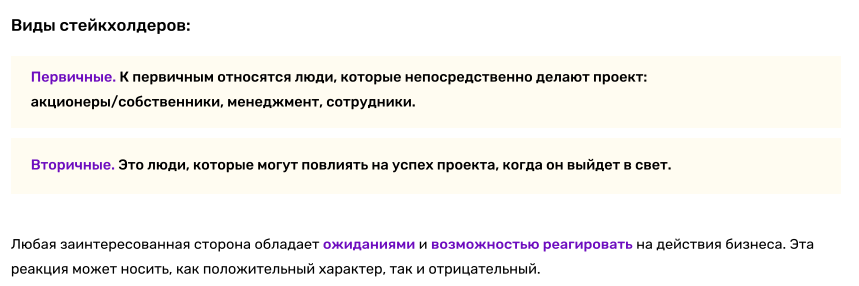 Виды стейкхолдеров:
Первичные. К первичным относятся люди, которые непосредственно делают проект:
акционеры/собственники, менеджмент, сотрудники.
Вторичные. Это люди, которые могут повлиять на успех проекта, когда он выйдет в свет.
Любая заинтересованная сторона обладает ожиданиями и возможностью реагировать на действия бизнеса. Эта
реакция может носить, как положительный характер, так и отрицательный.